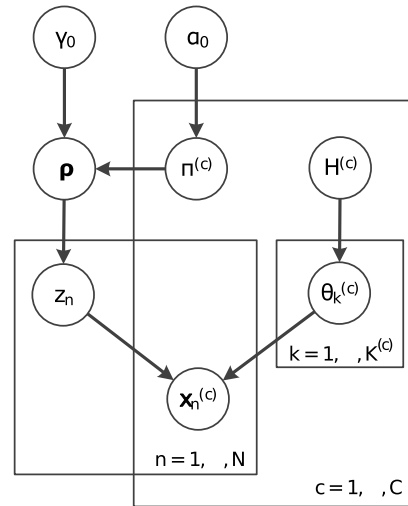 γ₀
α₀
ρ
π⁽ᶜ⁾
H⁽ᶜ⁾
zₙ
θₖ⁽ᶜ⁾
k = 1, ,K⁽ᶜ⁾
xₙ⁽ᶜ⁾
n = 1, ,N
c = 1, ,C